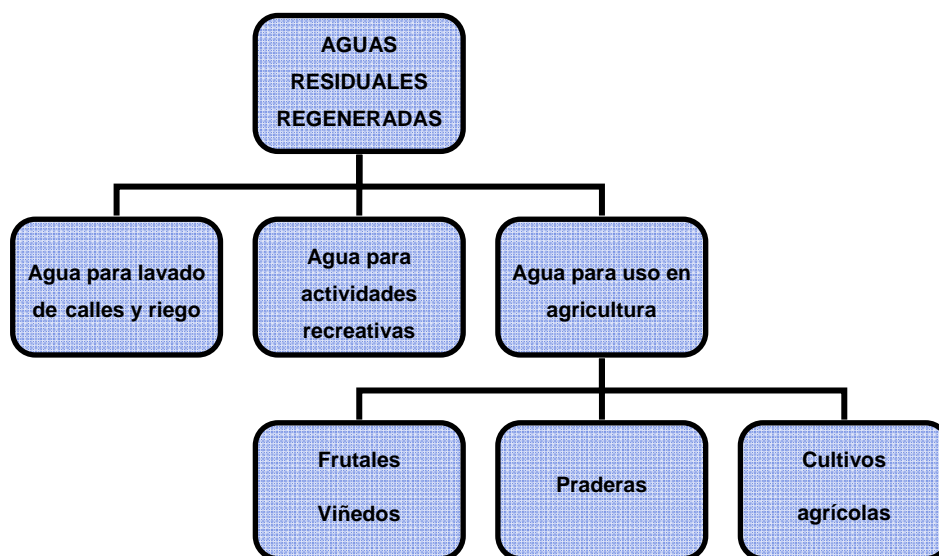 AGUAS
RESIDUALES
REGENERADAS
Agua para lavado
de calles y riego
Agua para
actividades
recreativas
Agua para uso en
agricultura
Frutales
Viñedos
Praderas
Cultivos
agrícolas